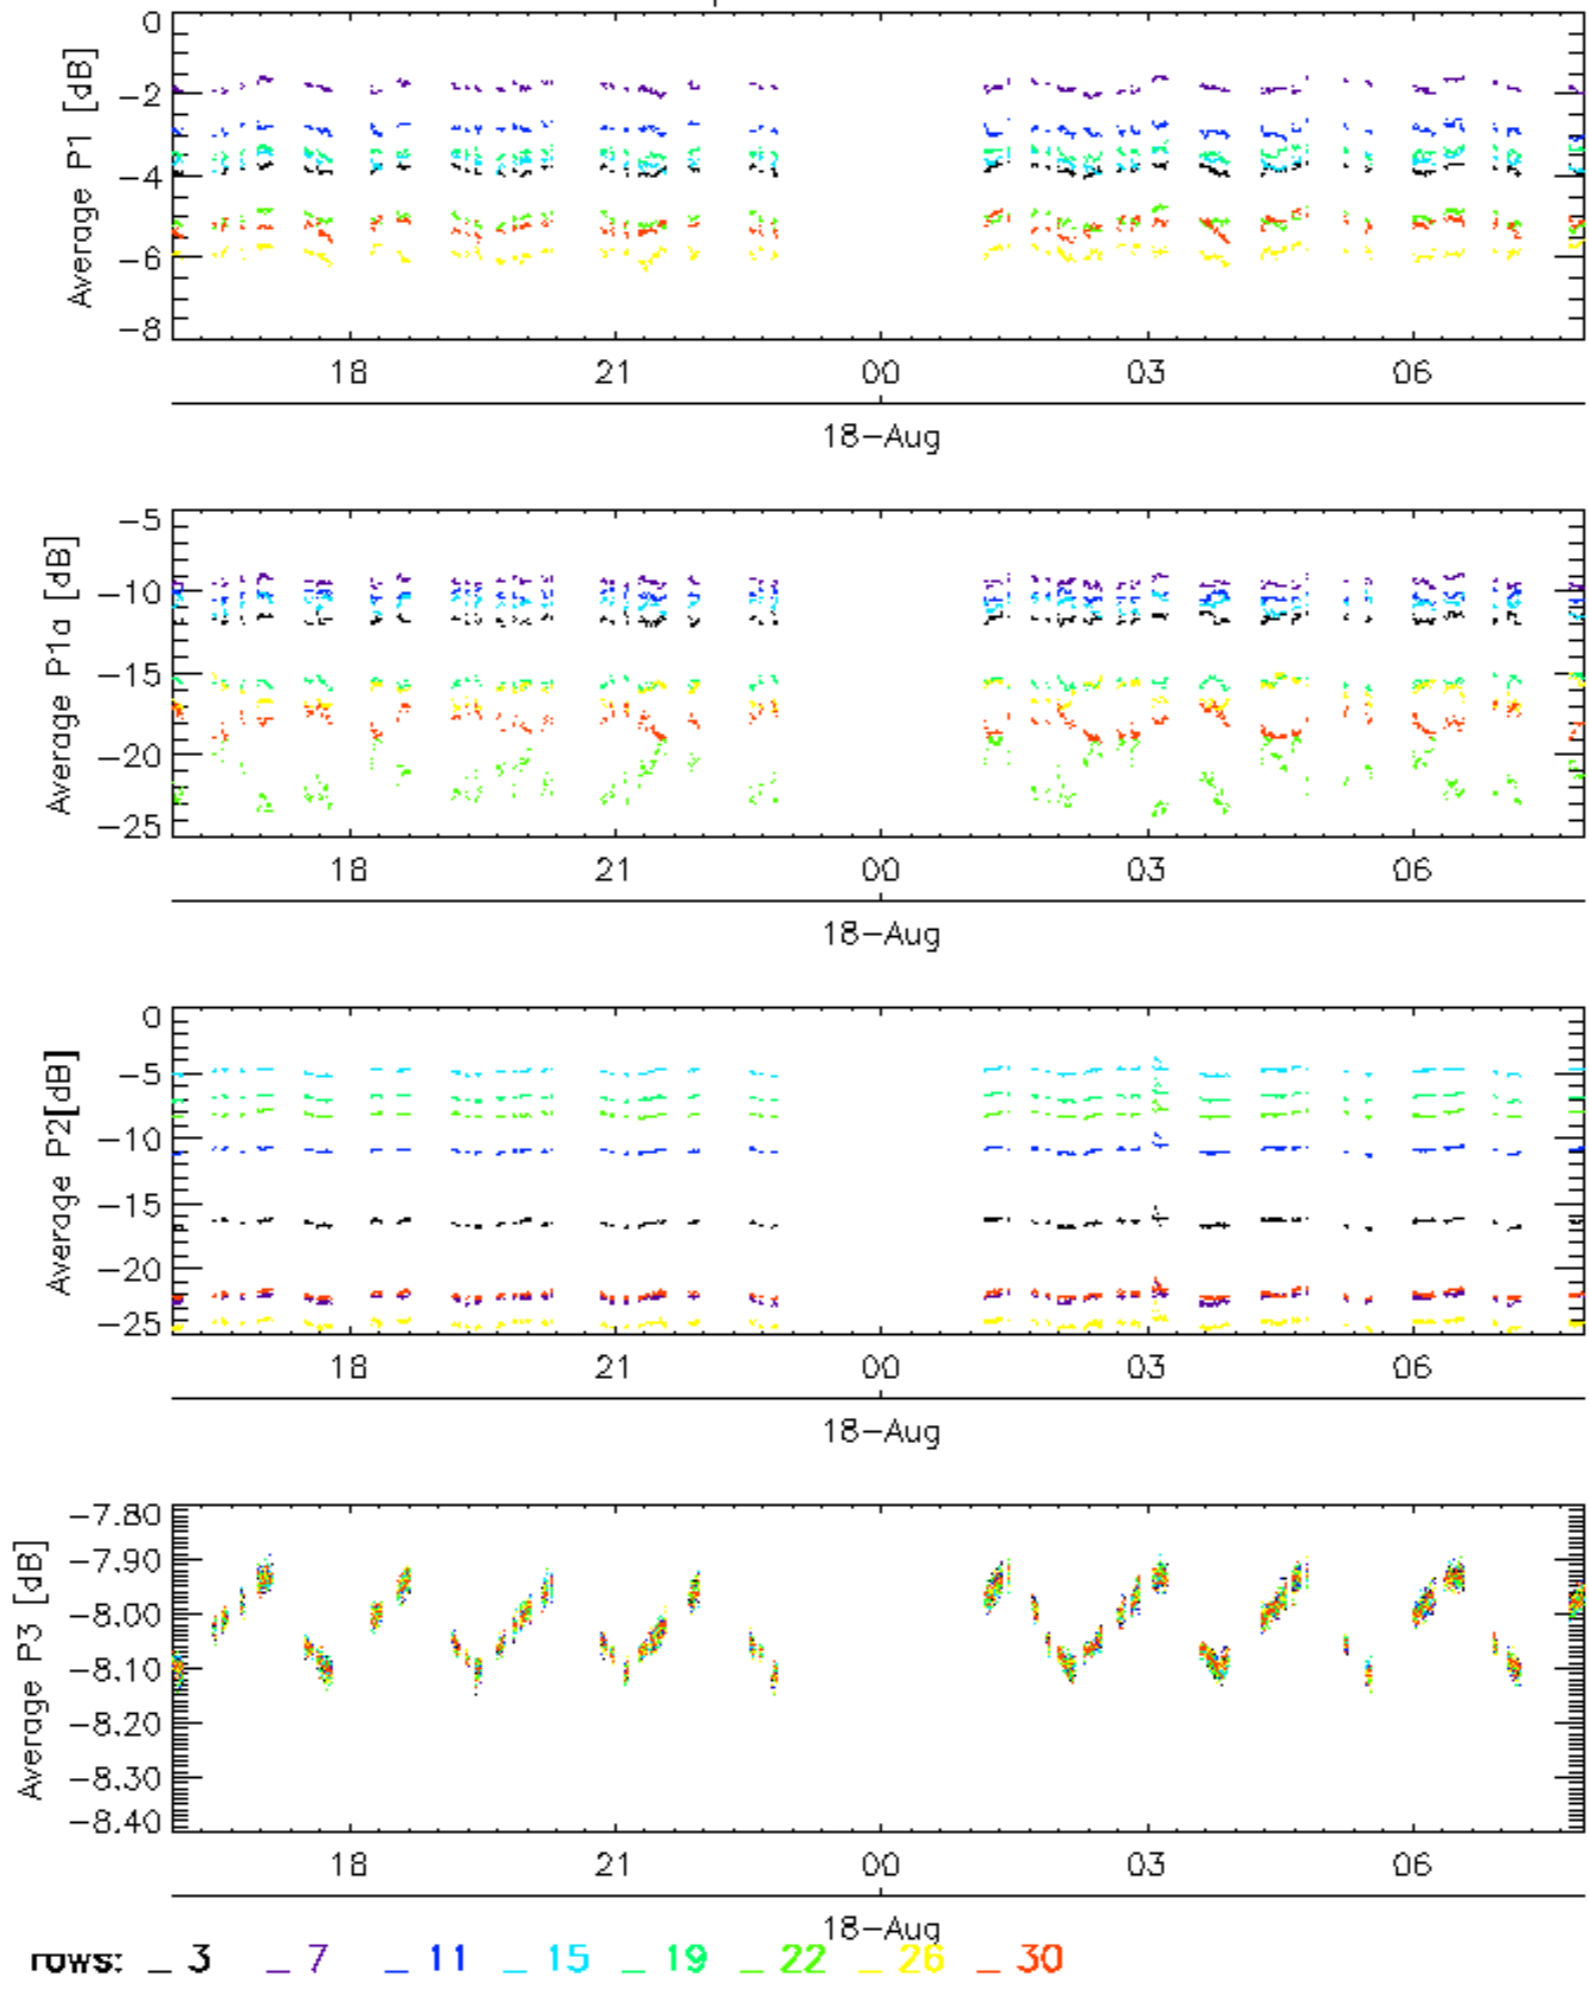 Average P1 [dB]
0
−2
−4
−6
−8
18 21 00 03 06
18−Aug
Average P1a [dB]
−5
−10
−15
−20
−25
18 21 00 03 06
18−Aug
Average P2[dB]
0
−5
−10
−15
−20
−25
18 21 00 03 06
18−Aug
Average P3 [dB]
−7.80
−7.90
−8.00
−8.10
−8.20
−8.30
−8.40
18 21 00 03 06
18−Aug
rows: _ 3 _ 7 _ 11 _ 15 _ 19 _ 22 _ 26 _ 30